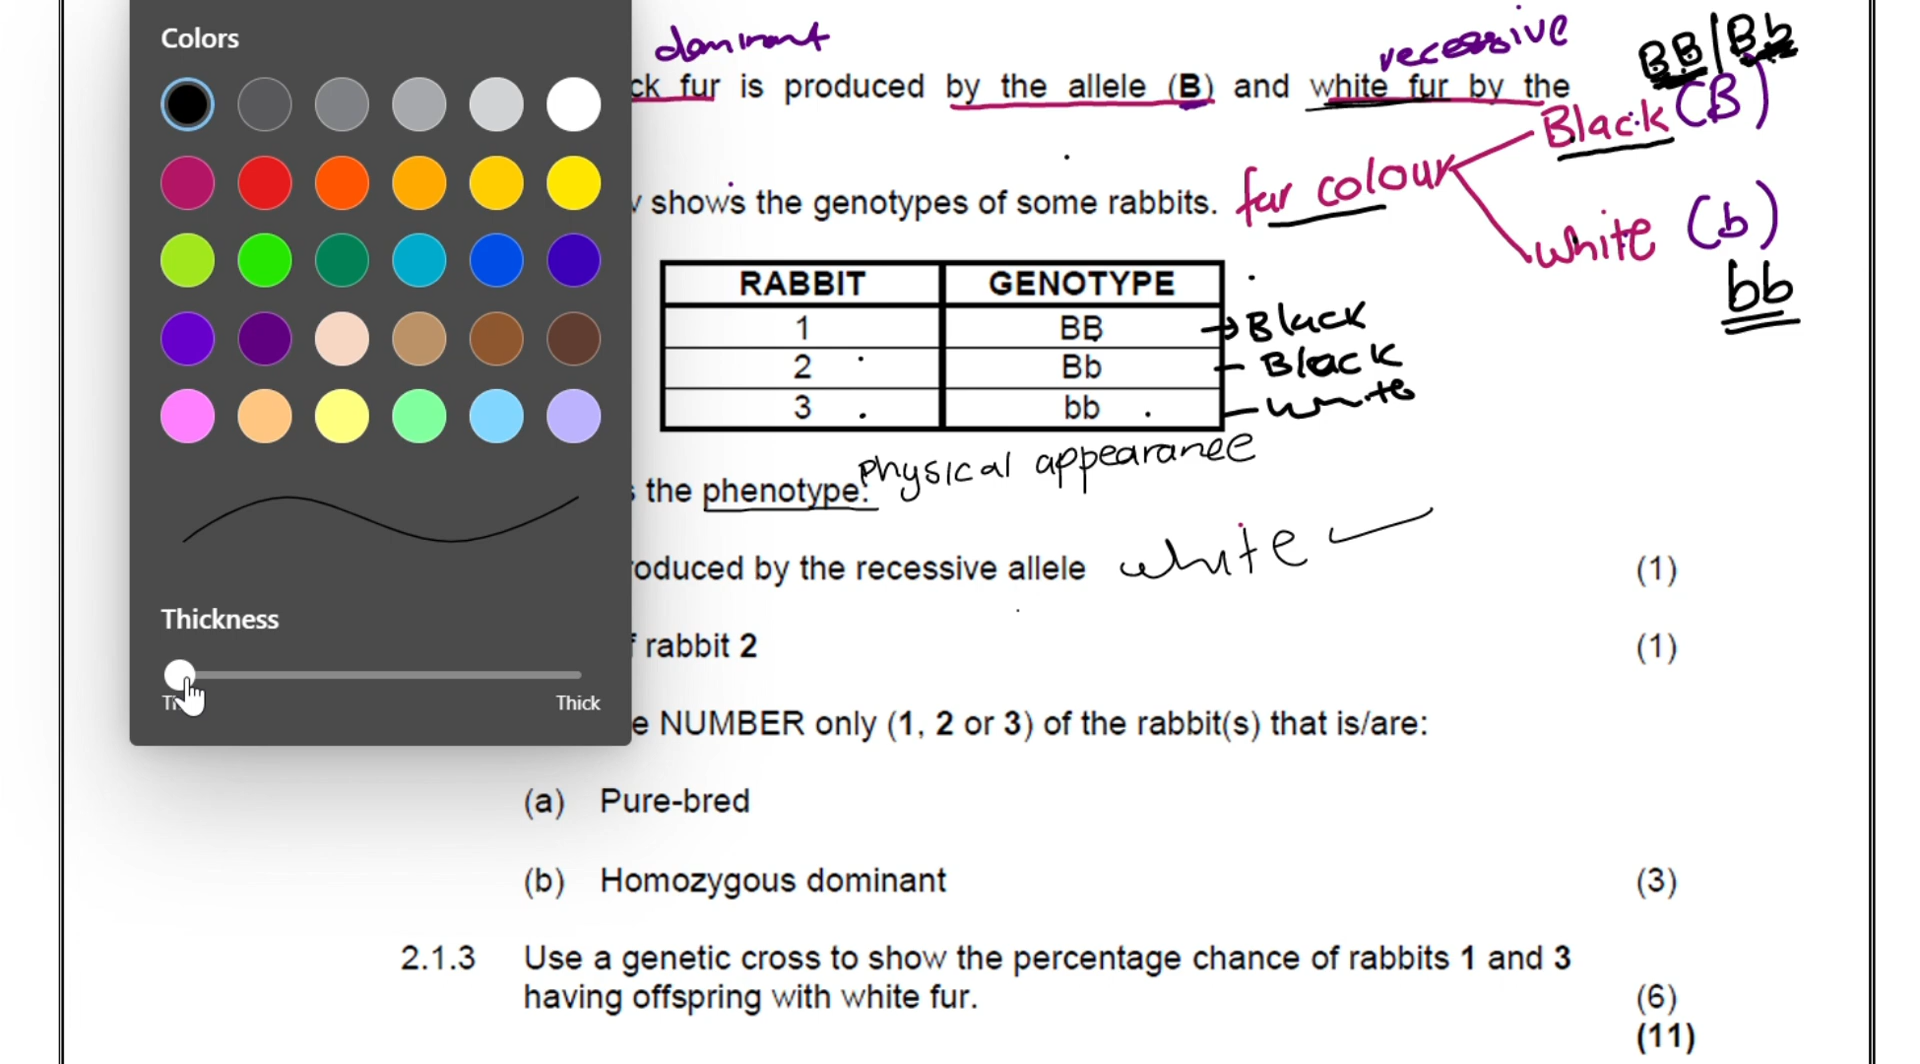 Colors
dominant
recessive
BB/Bb
ck fur is produced by the allele (B) and white fur by the
Black (B)
shows the genotypes of some rabbits.
fur colour
white (b)
bb
RABBIT GENOTYPE
1 BB → Black
2 Bb - Black
3 bb - White
the phenotype:
Physical appearance
oduced by the recessive allele white (1)
Thickness
rabbit 2 (1)
Thick
e NUMBER only (1, 2 or 3) of the rabbit(s) that is/are:
(a) Pure-bred
(b) Homozygous dominant (3)
2.1.3 Use a genetic cross to show the percentage chance of rabbits 1 and 3
having offspring with white fur. (6)
(11)